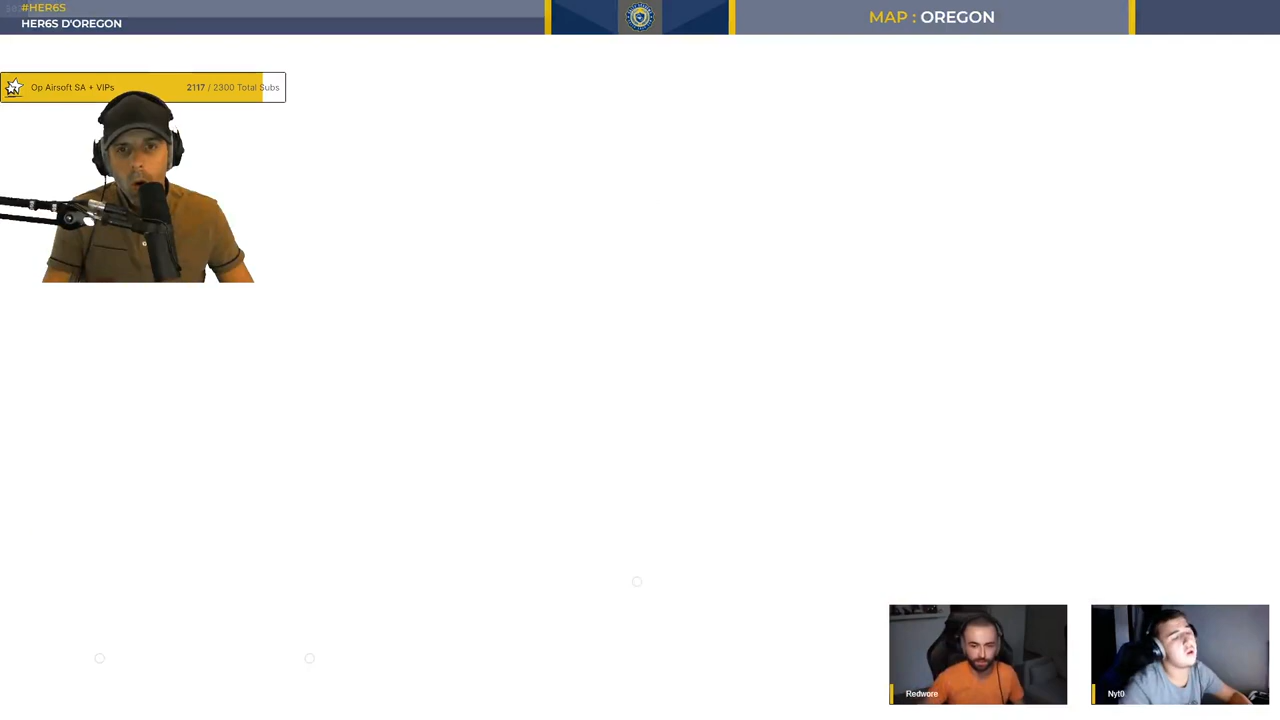 #HER6S
HER6S D'OREGON
MAP : OREGON
Op Airsoft SA + VIPs
2117 / 2300 Total Subs
Redwore
Nyt0